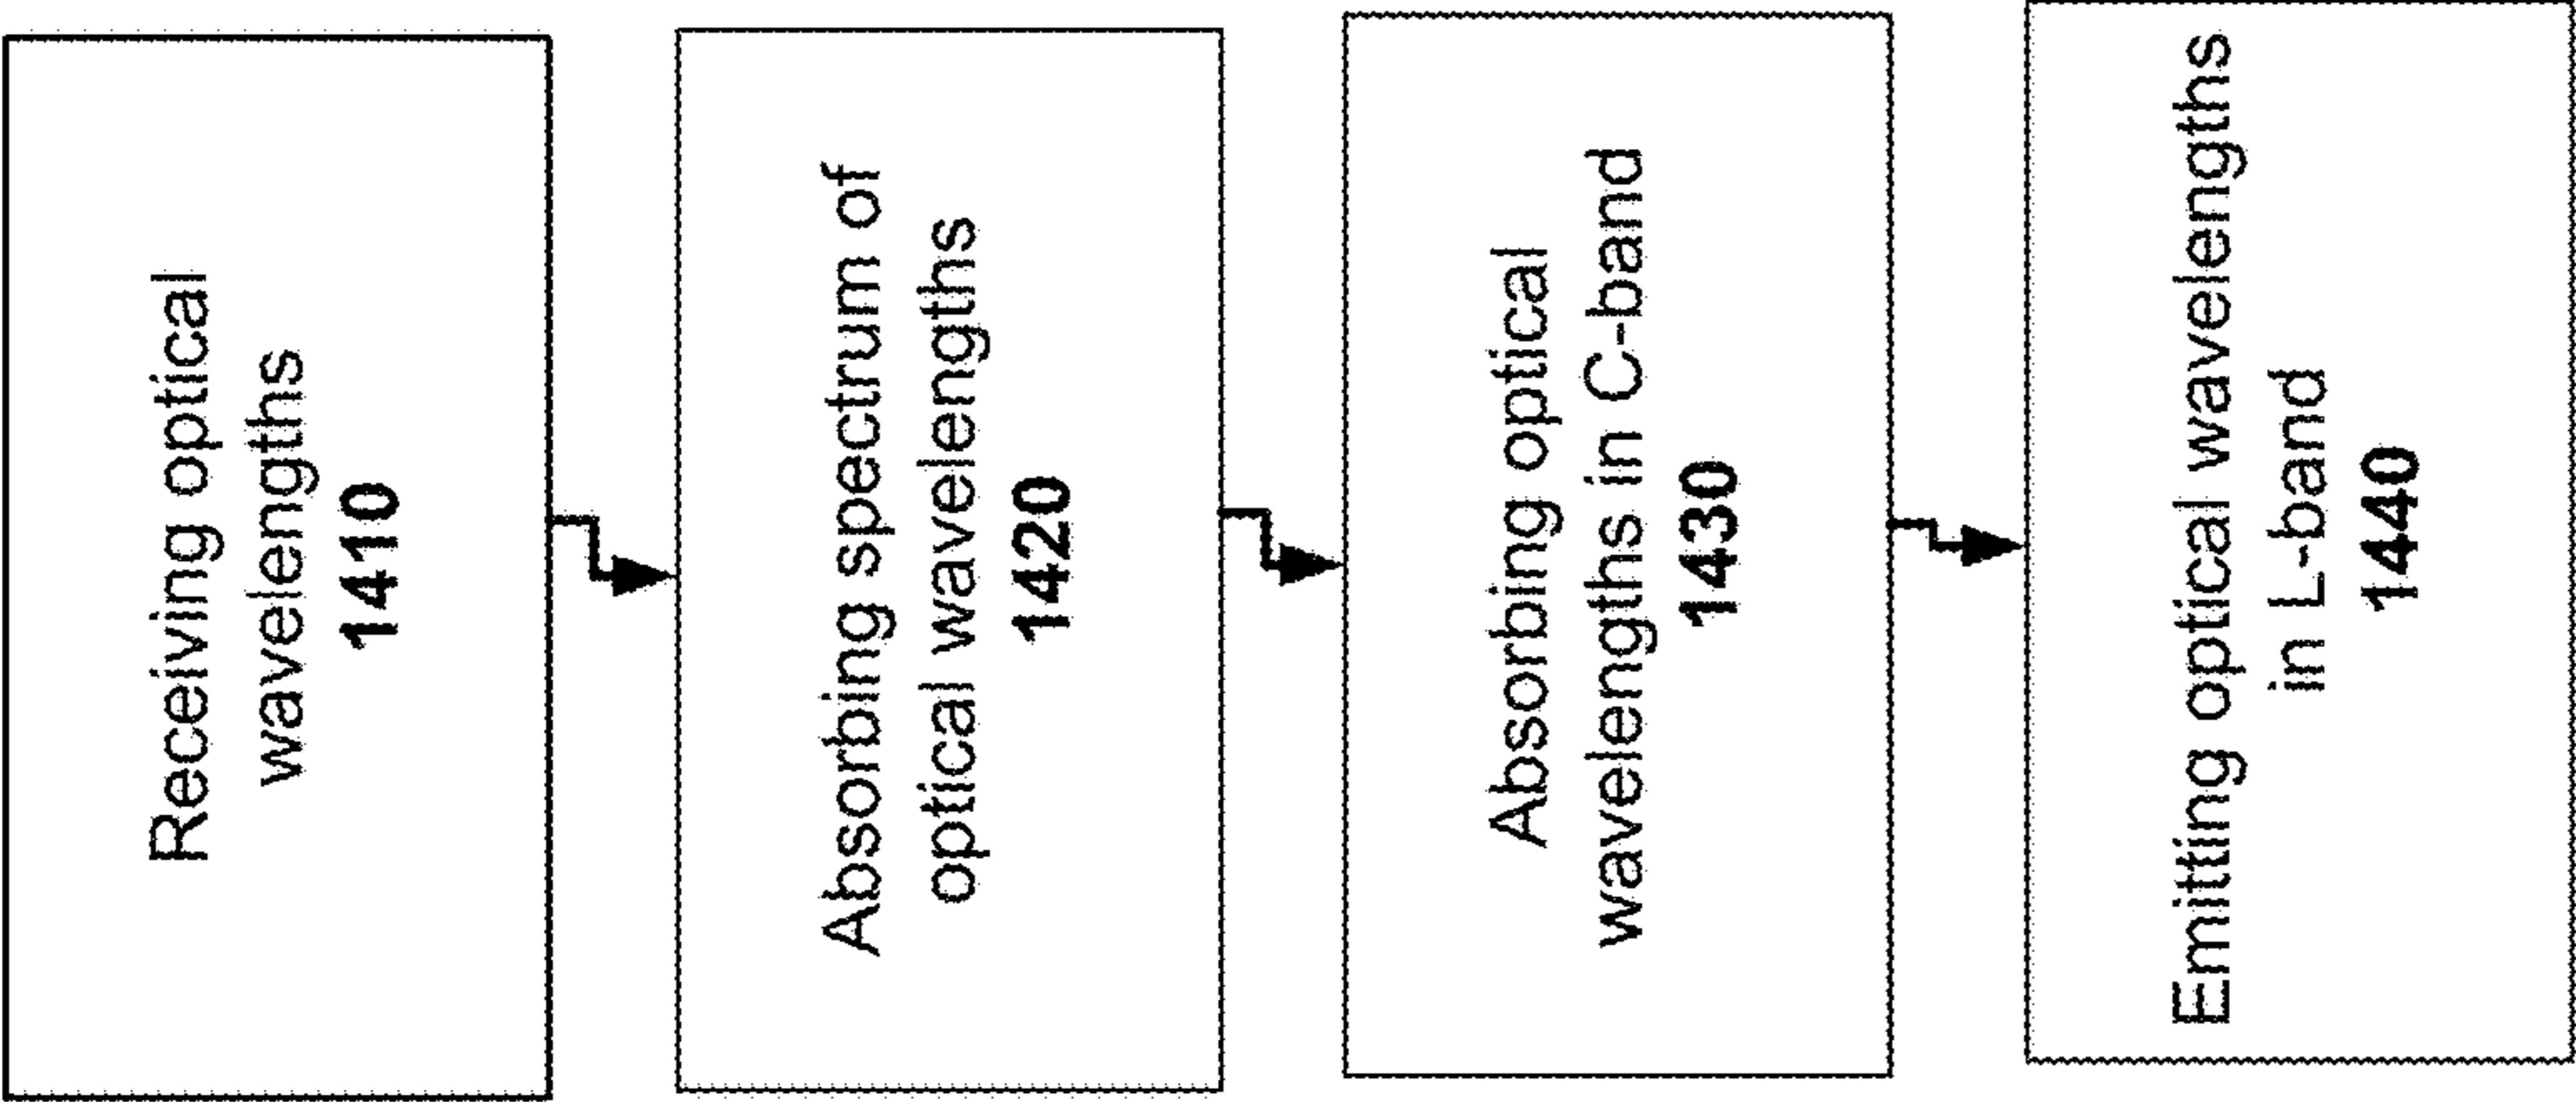 Receiving optical
wavelengths
1410
Absorbing spectrum of
optical wavelengths
1420
Absorbing optical
wavelengths in C-band
1430
Emitting optical wavelengths
in L-band
1440